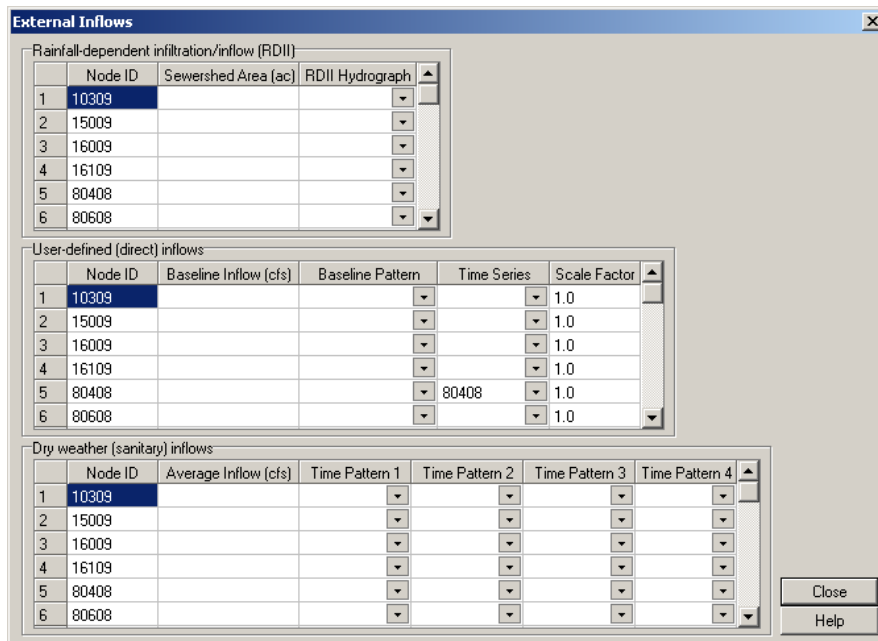 External Inflows
Rainfall-dependent infiltration/inflow (RDII)
Node ID Sewershed Area (ac) RDII Hydrograph
1 10309
2 15009
3 16009
4 16109
5 80408
6 80608
User-defined (direct) inflows
Node ID Baseline Inflow (cfs) Baseline Pattern Time Series Scale Factor
1 10309 1.0
2 15009 1.0
3 16009 1.0
4 16109 1.0
5 80408 80408 1.0
6 80608 1.0
Dry weather (sanitary) inflows
Node ID Average Inflow (cfs) Time Pattern 1 Time Pattern 2 Time Pattern 3 Time Pattern 4
1 10309
2 15009
3 16009
4 16109
5 80408
6 80608
Close
Help